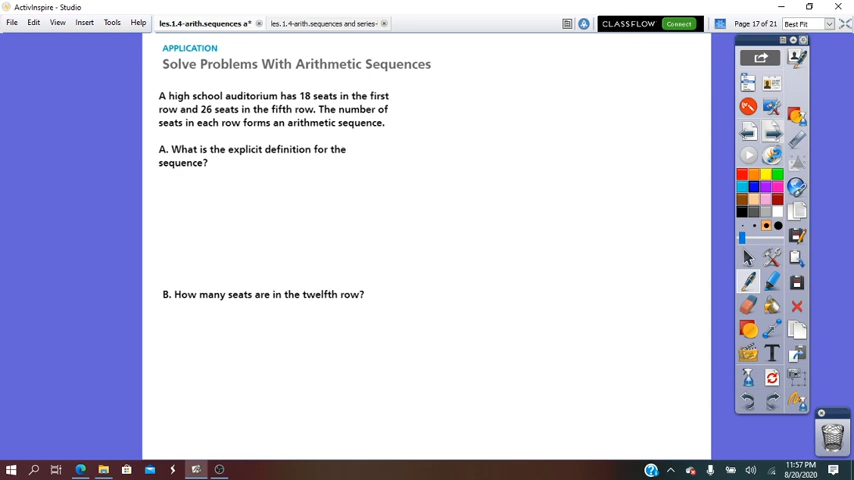 ActivInspire - Studio
File Edit View Insert Tools Help
les.1.4-arith.sequences a*
les.1.4-arith.sequences and series-
CLASSFLOW Connect
Page 17 of 21
Best Fit
APPLICATION
Solve Problems With Arithmetic Sequences
A high school auditorium has 18 seats in the first
row and 26 seats in the fifth row. The number of
seats in each row forms an arithmetic sequence.
A. What is the explicit definition for the
sequence?
B. How many seats are in the twelfth row?
T
11:57 PM
8/20/2020